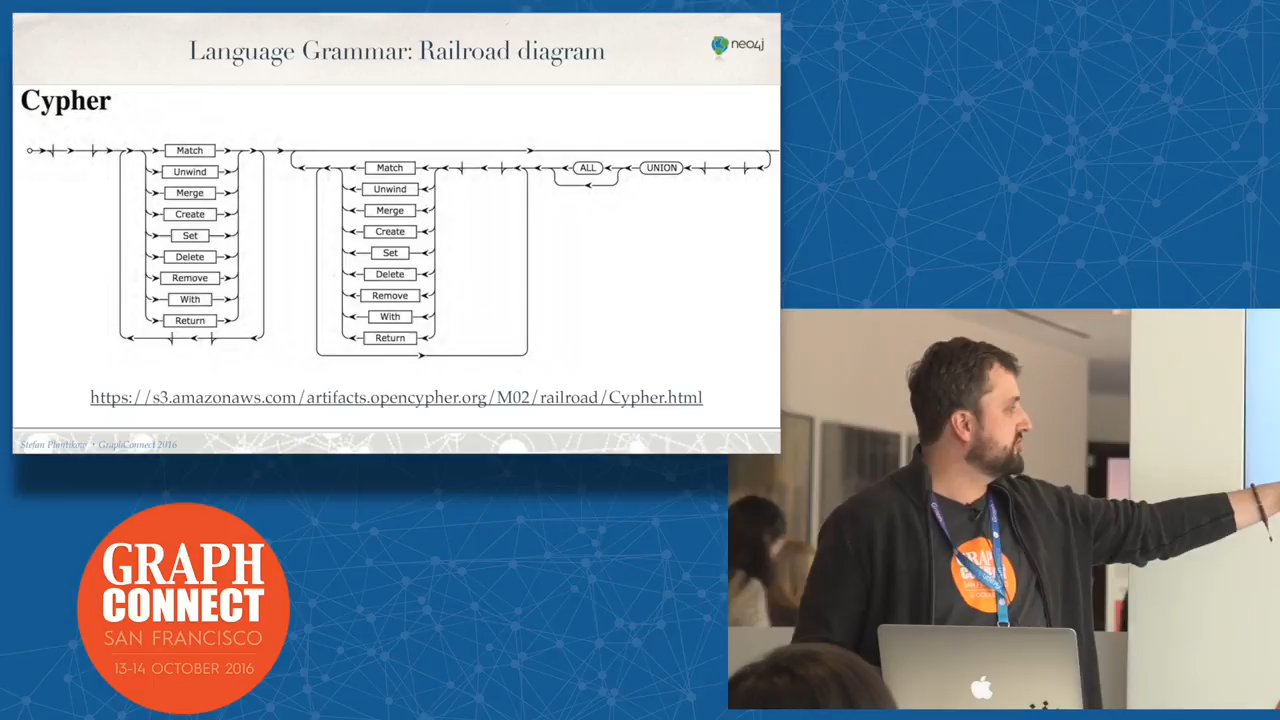 Language Grammar: Railroad diagram
neo4j
Cypher
Match
Unwind
Merge
Create
Set
Delete
Remove
With
Return
Match
Unwind
Merge
Create
Set
Delete
Remove
With
Return
ALL
UNION
https://s3.amazonaws.com/artifacts.opencypher.org/M02/railroad/Cypher.html
Stefan Plantikow • GraphConnect 2016
GRAPH
CONNECT
SAN FRANCISCO
13-14 OCTOBER 2016
GRAPH
CONNECT